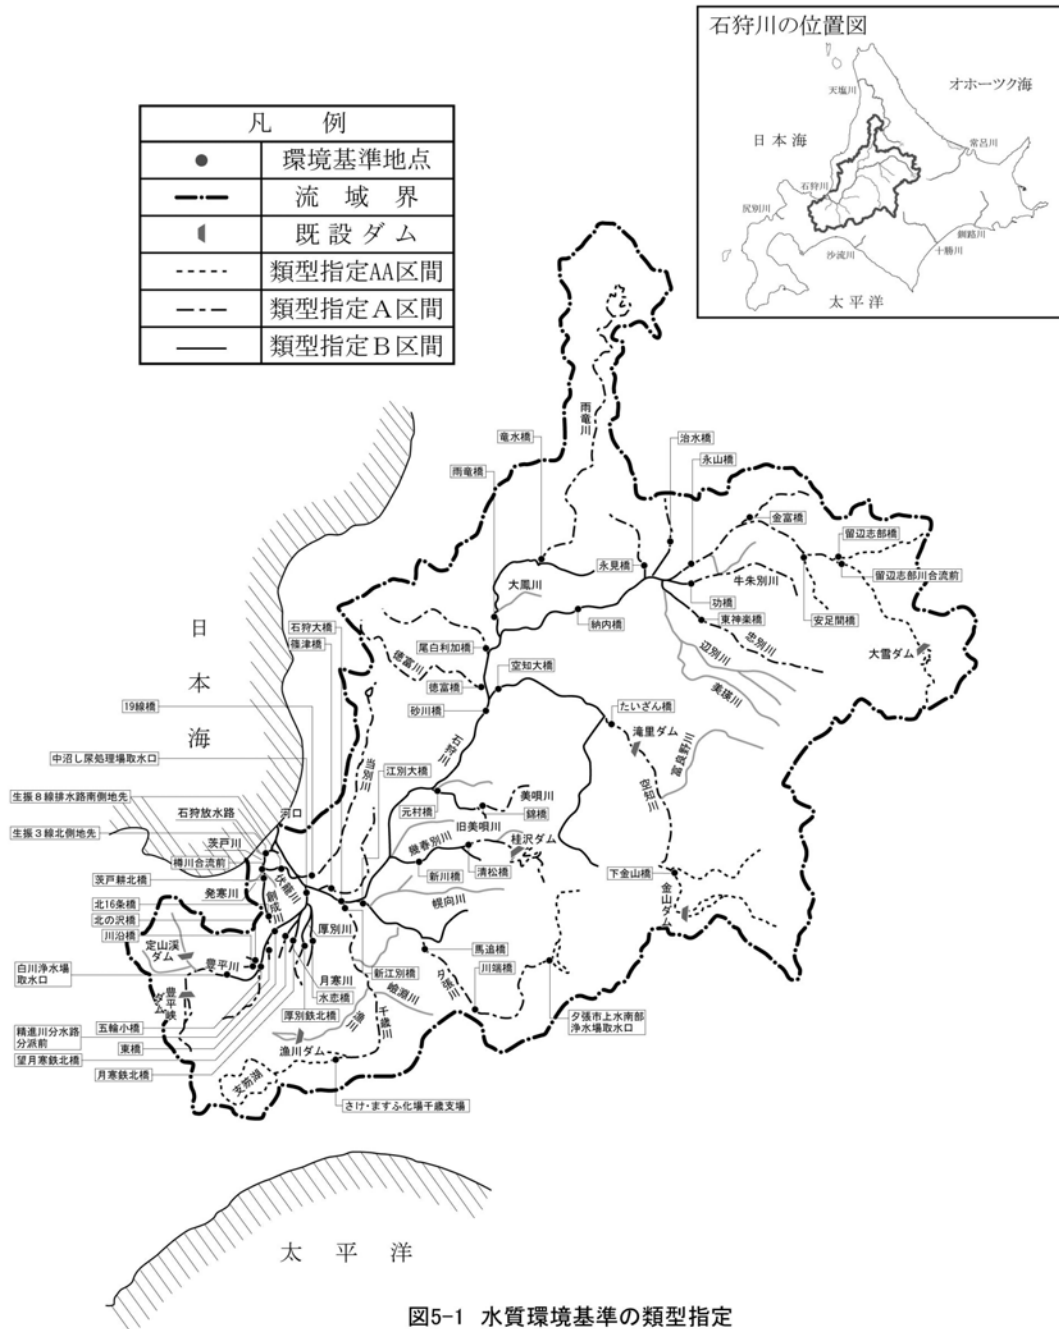 石狩川の位置図
オホーツク海
天塩川
日本海
常呂川
石狩川
尻別川
釧路川
十勝川
沙流川
太平洋
凡 例
環境基準地点
流域界
既設ダム
類型指定AA区間
類型指定A区間
類型指定B区間
雨竜川
竜水橋
治水橋
雨竜橋
永山橋
金富橋
留辺志部橋
永見橋
大鳳川
牛朱別川
留辺志部川合流前
功橋
安足間橋
石狩大橋
納内橋
東神楽橋
忠別川
篠津橋
尾白利加橋
辺別川
大雪ダム
日本海
徳富川
空知大橋
徳富橋
美瑛川
19線橋
砂川橋
たいざん橋
石狩川
滝里ダム
中沼し尿処理場取水口
当別川
江別大橋
富良野川
空知川
生振8線排水路南側地先
石狩放水路
河口
元村橋
美唄川
錦橋
旧美唄川
生振3線北側地先
茨戸川
幾春別川
桂沢ダム
樽川合流前
新川橋
清松橋
下金山橋
茨戸耕北橋
伏籠川
発寒川
創成川
幌向川
金山ダム
北16条橋
北の沢橋
川沿橋
厚別川
定山渓ダム
馬追橋
豊平川
月寒川
新江別橋
川端橋
白川浄水場取水口
夕張川
嶮淵川
水恋橋
豊平峡ダム
厚別鉄北橋
漁川
千歳川
夕張市上水南部浄水場取水口
五輪小橋
精進川分水路分派前
東橋
望月寒鉄北橋
漁川ダム
月寒鉄北橋
支笏湖
さけ・ますふ化場千歳支場
太平洋
図5-1 水質環境基準の類型指定